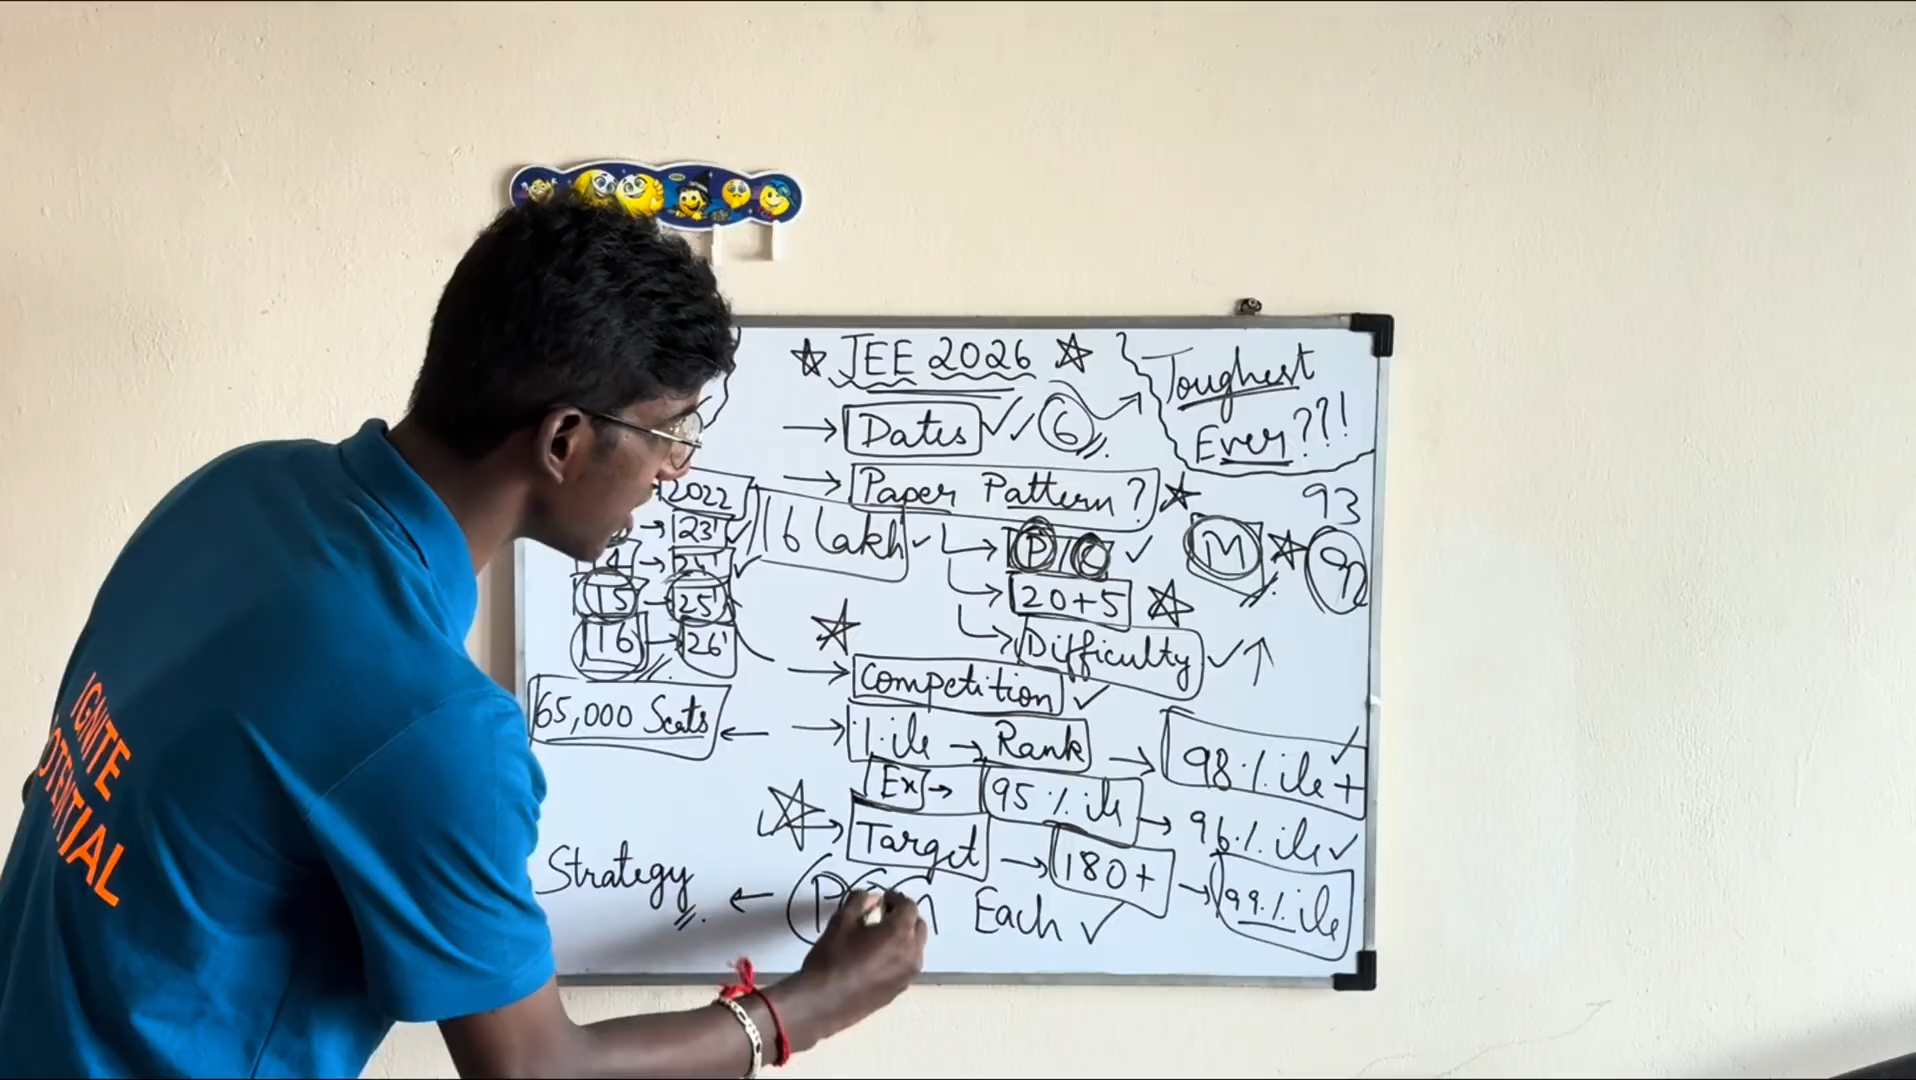 ☆ JEE 2026 ☆
Toughest
Ever??!
→ Dates ✓✓ 6 →
→ Paper Pattern? ☆
→ P/C ✓
M ☆ 93
92
→ 20+5 ☆
→ Difficulty ✓ ↑
2022
→ 23'
→
15 → 25'
16 → 26'
16 Lakh ✓
☆
→ Competition ✓
65,000 Seats ←
→ %ile → Rank → 98%ile+ ✓
Ex → 95%ile → 96%ile ✓
☆ → Target → 180+ → 99%ile
Strategy ← Each ✓
IGNITE
POTENTIAL